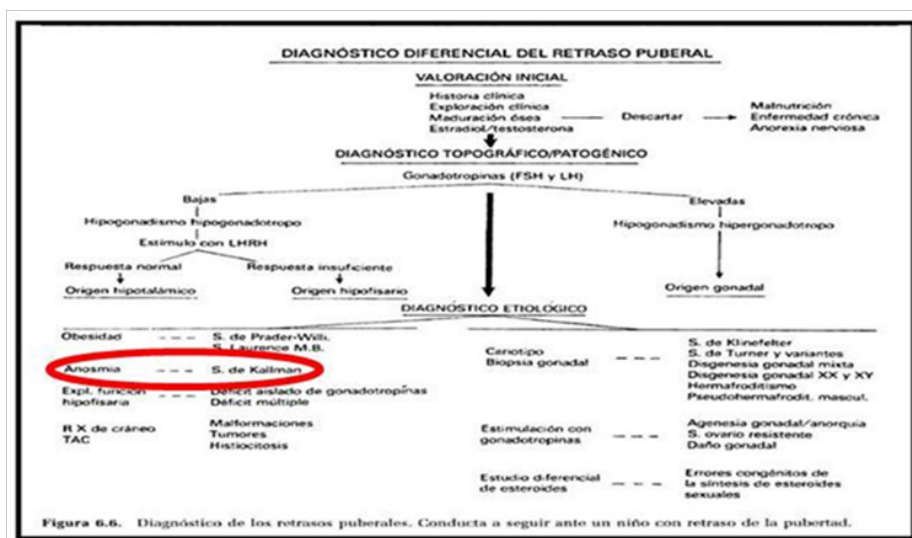 DIAGNÓSTICO DIFERENCIAL DEL RETRASO PUBERAL
VALORACIÓN INICIAL
Historia clínica
Exploración clínica
Maduración ósea
Estradiol/testosterona
Descartar
Malnutrición
Enfermedad crónica
Anorexia nerviosa
DIAGNÓSTICO TOPOGRÁFICO/PATOGÉNICO
Gonadotropinas (FSH y LH)
Bajas
Elevadas
Hipogonadismo hipogonadotropo
Hipogonadismo hipergonadotropo
Estímulo con LHRH
Respuesta normal
Respuesta insuficiente
Origen hipotalámico
Origen hipofisario
Origen gonadal
DIAGNÓSTICO ETIOLÓGICO
Obesidad --- S. de Prader-Willi.
S. Laurence M.B.
Anosmia --- S. de Kallman
Expl. función
hipofisaria
--- Déficit aislado de gonadotropinas
Déficit múltiple
R X de cráneo
TAC
Malformaciones
Tumores
Histiocitosis
Cariotipo
Biopsia gonadal
---
S. de Klinefelter
S. de Turner y variantes
Disgenesia gonadal mixta
Disgenesia gonadal XX y XY
Hermafroditismo
Pseudohermafrodit. mascul.
Estimulación con
gonadotropinas
---
Agenesia gonadal/anorquia
S. ovario resistente
Daño gonadal
Estudio diferencial
de esteroides
---
Errores congénitos de
la síntesis de esteroides
sexuales
Figura 6.6. Diagnóstico de los retrasos puberales. Conducta a seguir ante un niño con retraso de la pubertad.